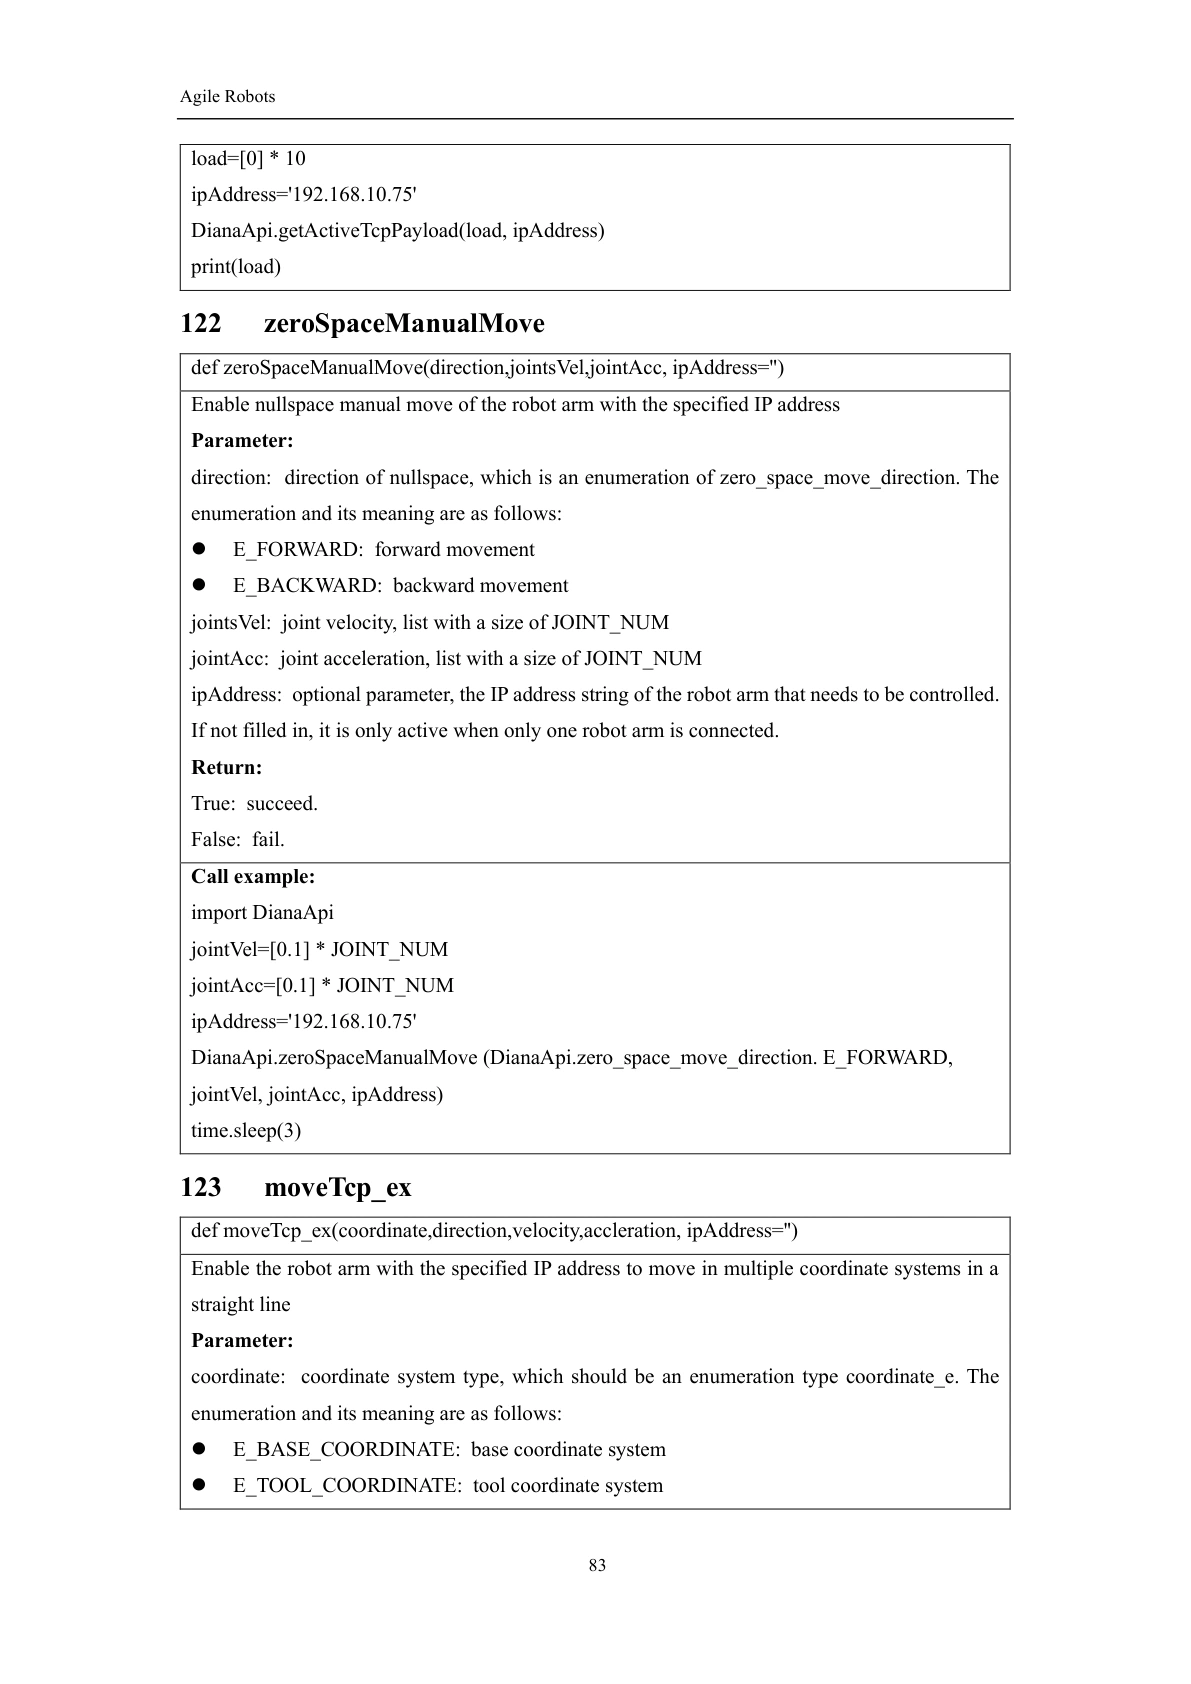 Agile Robots
load=[0] * 10
ipAddress='192.168.10.75'
DianaApi.getActiveTcpPayload(load, ipAddress)
print(load)
122 zeroSpaceManualMove
def zeroSpaceManualMove(direction,jointsVel,jointAcc, ipAddress='')
Enable nullspace manual move of the robot arm with the specified IP address
Parameter:
direction: direction of nullspace, which is an enumeration of zero_space_move_direction. The
enumeration and its meaning are as follows:
● E_FORWARD: forward movement
● E_BACKWARD: backward movement
jointsVel: joint velocity, list with a size of JOINT_NUM
jointAcc: joint acceleration, list with a size of JOINT_NUM
ipAddress: optional parameter, the IP address string of the robot arm that needs to be controlled.
If not filled in, it is only active when only one robot arm is connected.
Return:
True: succeed.
False: fail.
Call example:
import DianaApi
jointVel=[0.1] * JOINT_NUM
jointAcc=[0.1] * JOINT_NUM
ipAddress='192.168.10.75'
DianaApi.zeroSpaceManualMove (DianaApi.zero_space_move_direction. E_FORWARD,
jointVel, jointAcc, ipAddress)
time.sleep(3)
123 moveTcp_ex
def moveTcp_ex(coordinate,direction,velocity,accleration, ipAddress='')
Enable the robot arm with the specified IP address to move in multiple coordinate systems in a
straight line
Parameter:
coordinate: coordinate system type, which should be an enumeration type coordinate_e. The
enumeration and its meaning are as follows:
● E_BASE_COORDINATE: base coordinate system
● E_TOOL_COORDINATE: tool coordinate system
83